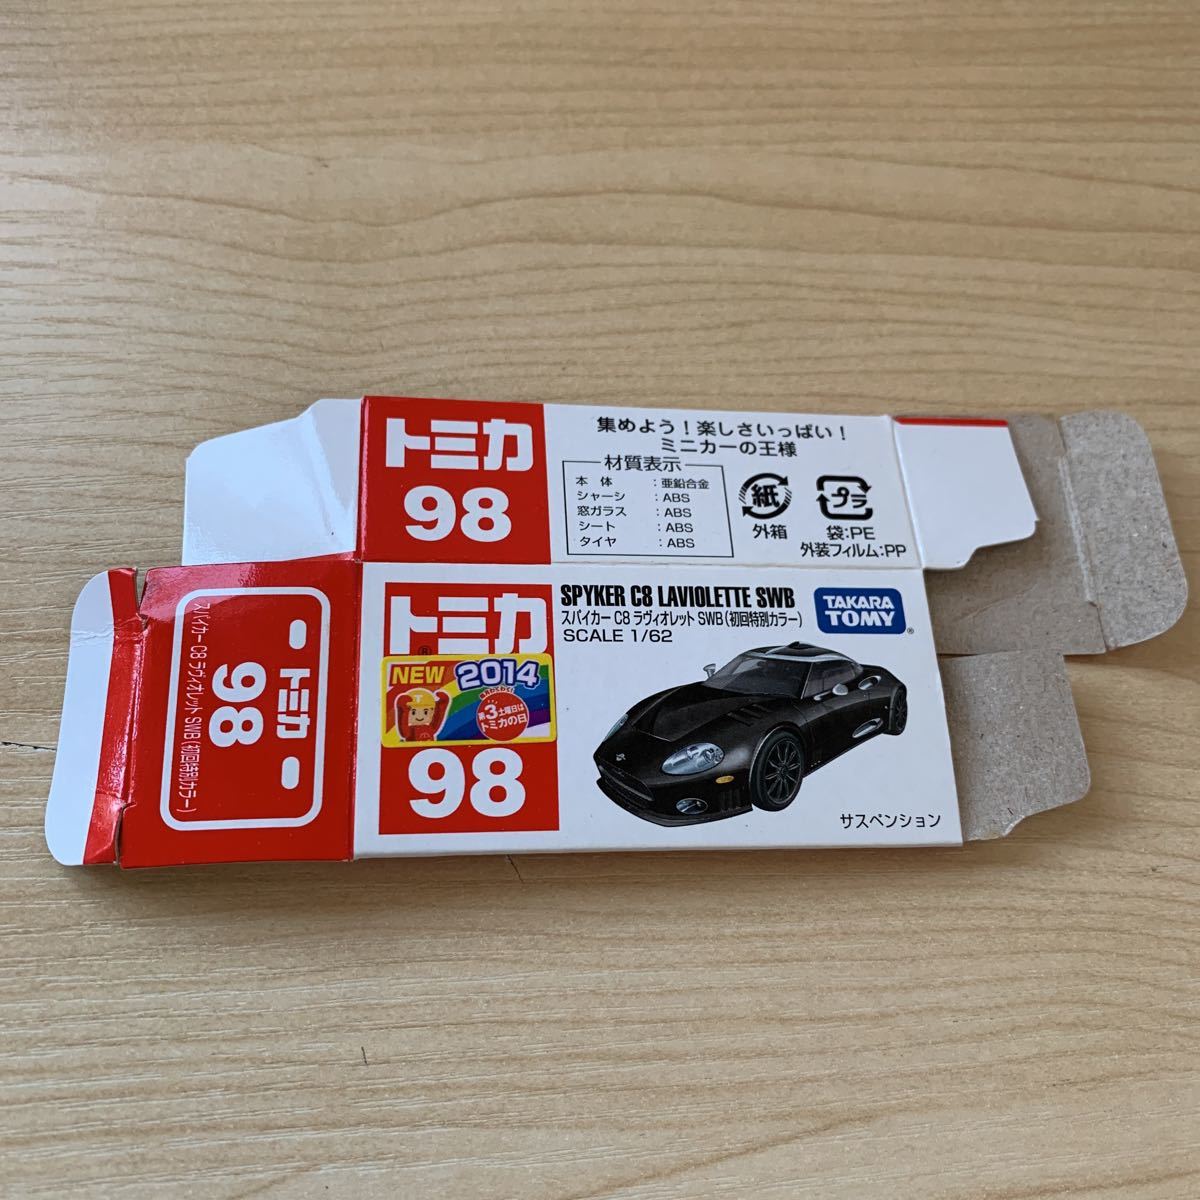 トミカ
98
集めよう！楽しさいっぱい！
ミニカーの王様
材質表示
本 体 ：亜鉛合金
シャーシ ：ABS
窓ガラス ：ABS
シート ：ABS
タイヤ ：ABS
紙
外箱
プラ
袋:PE
外装フィルム:PP
トミカ
®
NEW 2014
第3土曜日は
トミカの日
98
SPYKER C8 LAVIOLETTE SWB
スパイカー C8 ラヴィオレット SWB(初回特別カラー)
SCALE 1/62
TAKARA
TOMY®
サスペンション
トミカ
98
スパイカー C8 ラヴィオレット SWB(初回特別カラー)